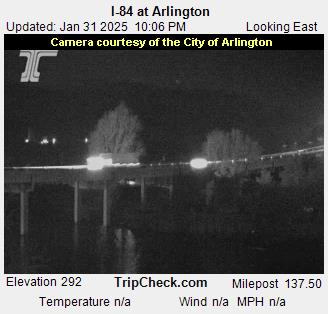 I-84 at Arlington
Updated: Jan 31 2025 10:06 PM Looking East
Camera courtesy of the City of Arlington
Elevation 292 TripCheck.com Milepost 137.50
Temperature n/a Wind n/a MPH n/a